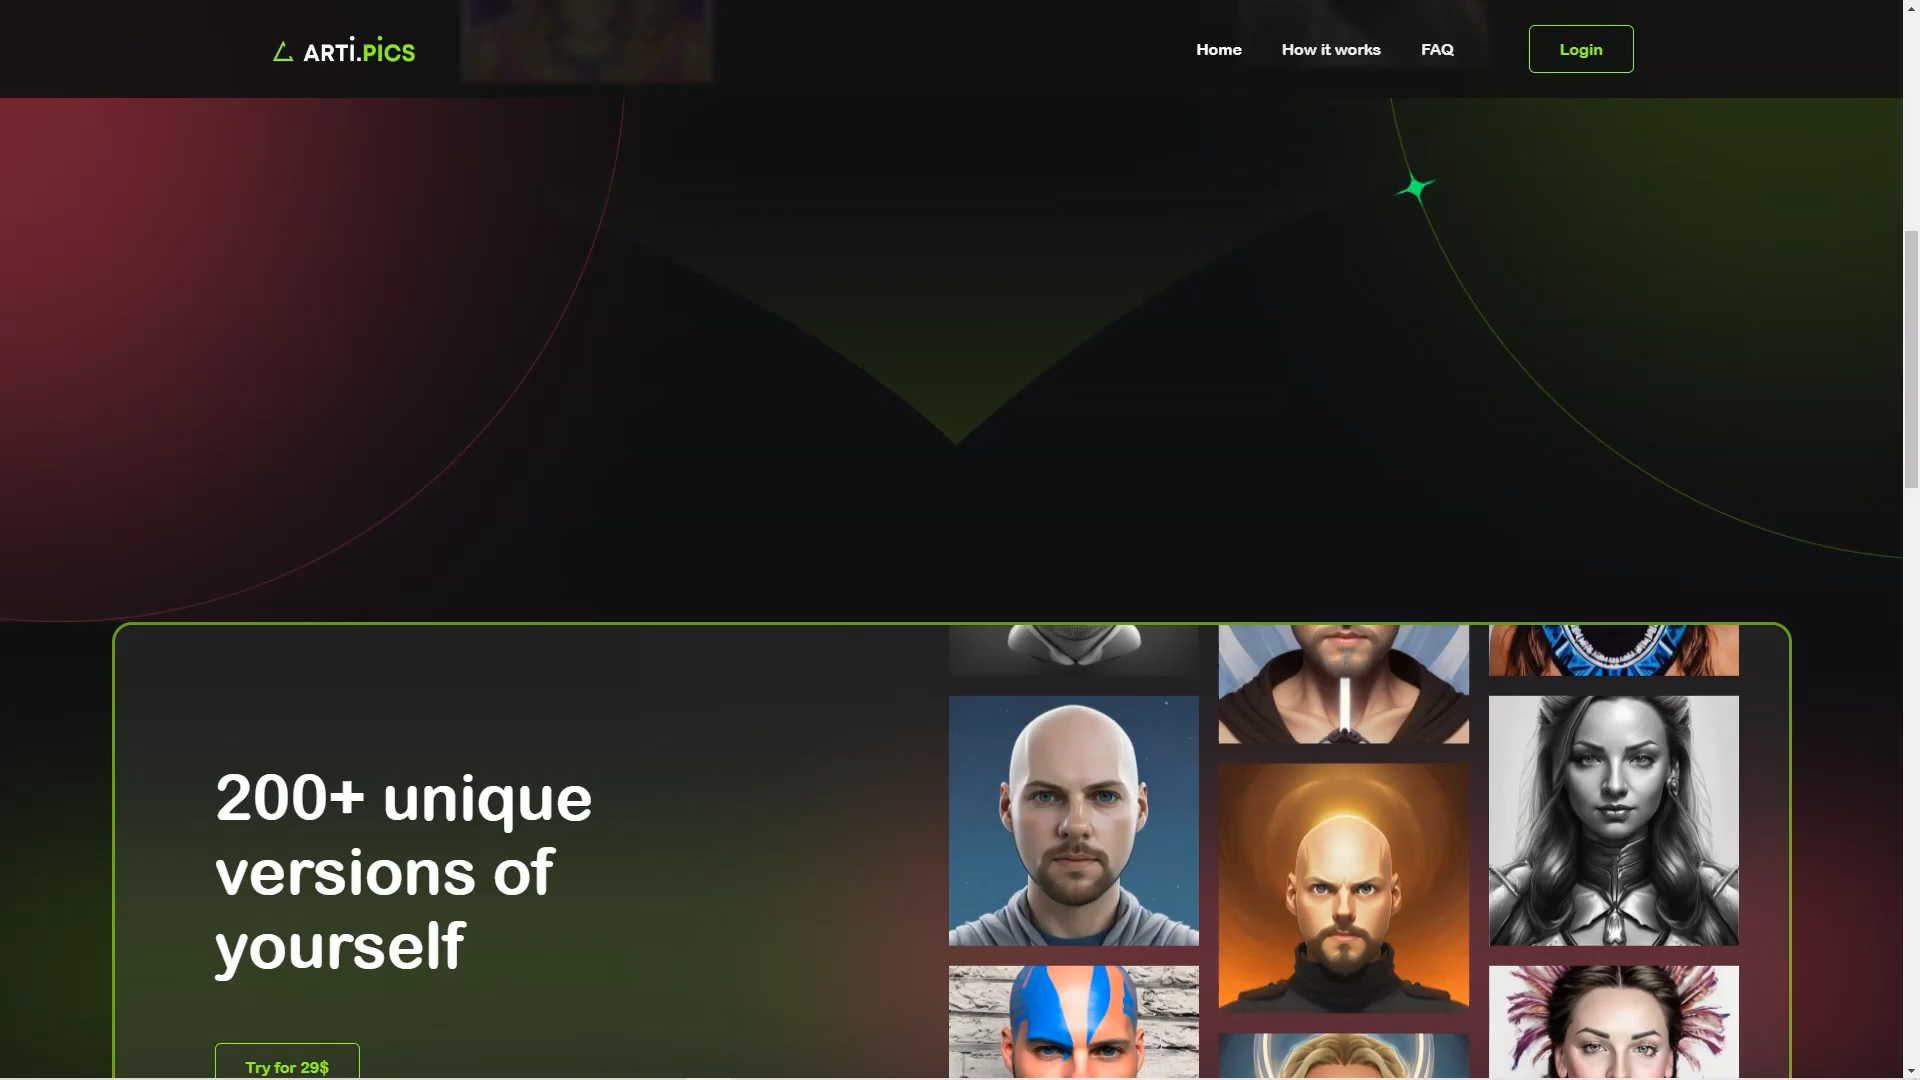 ARTi.PiCS
Home
How it works
FAQ
Login
200+ unique
versions of
yourself
Try for 29$